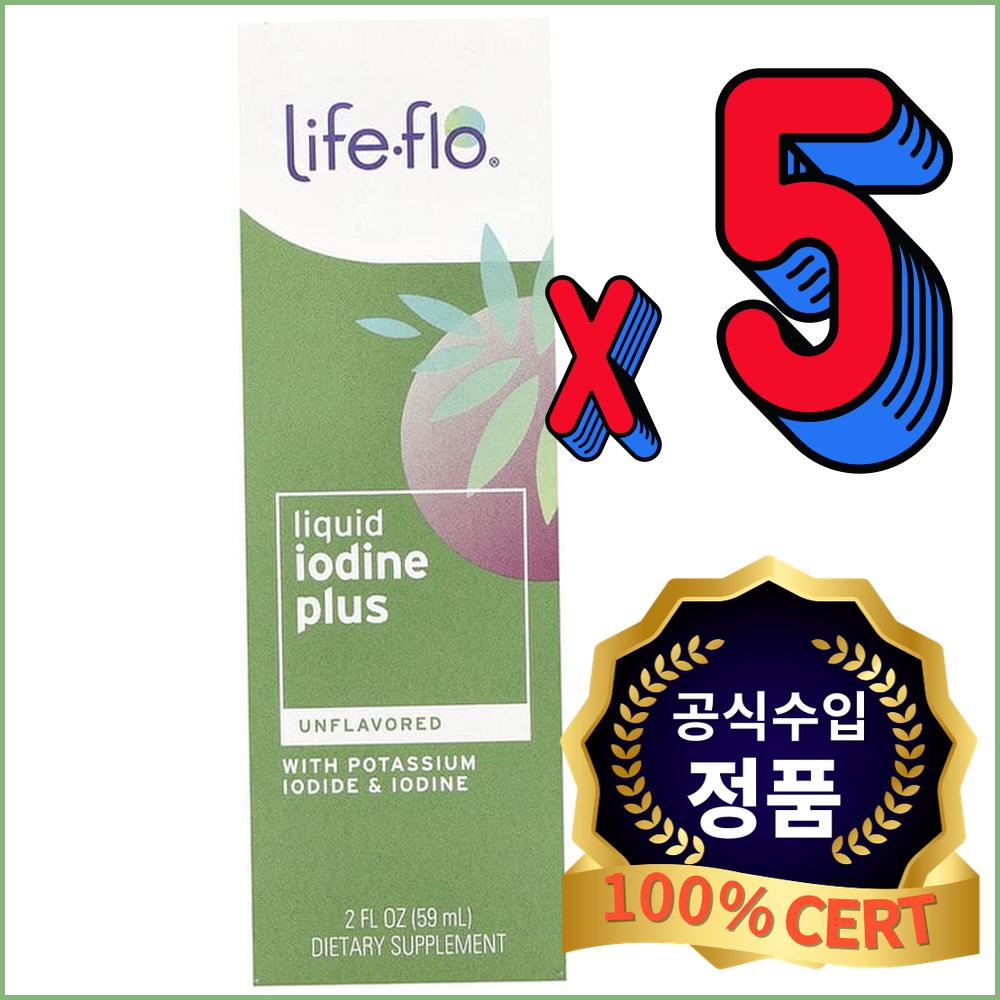 life·flo®
x 5
liquid
iodine
plus
UNFLAVORED
WITH POTASSIUM
IODIDE & IODINE
2 FL OZ (59 mL)
DIETARY SUPPLEMENT
공식수입
정품
100% CERT